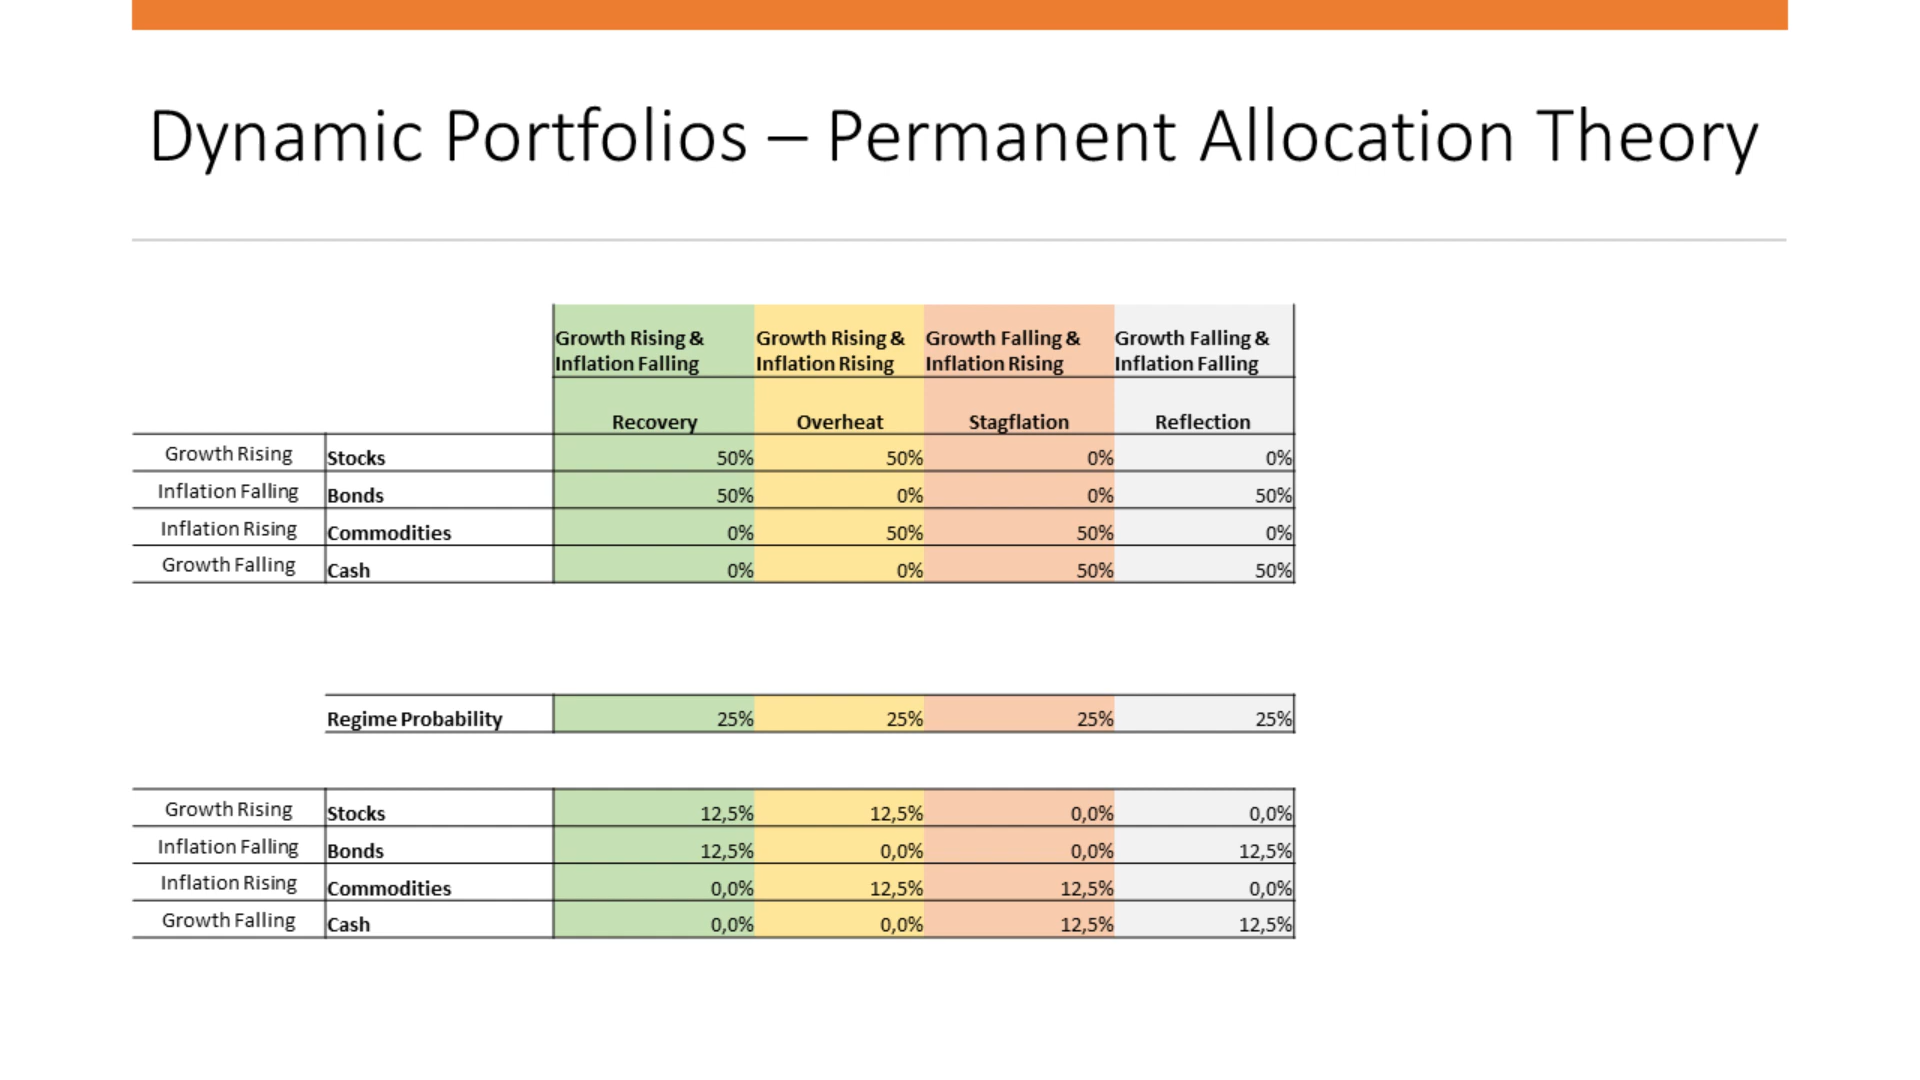 Dynamic Portfolios – Permanent Allocation Theory
Growth Rising & Growth Rising & Growth Falling & Growth Falling &
Inflation Falling Inflation Rising Inflation Rising Inflation Falling
Recovery Overheat Stagflation Reflection
Growth Rising Stocks 50% 50% 0% 0%
Inflation Falling Bonds 50% 0% 0% 50%
Inflation Rising Commodities 0% 50% 50% 0%
Growth Falling Cash 0% 0% 50% 50%
Regime Probability 25% 25% 25% 25%
Growth Rising Stocks 12,5% 12,5% 0,0% 0,0%
Inflation Falling Bonds 12,5% 0,0% 0,0% 12,5%
Inflation Rising Commodities 0,0% 12,5% 12,5% 0,0%
Growth Falling Cash 0,0% 0,0% 12,5% 12,5%